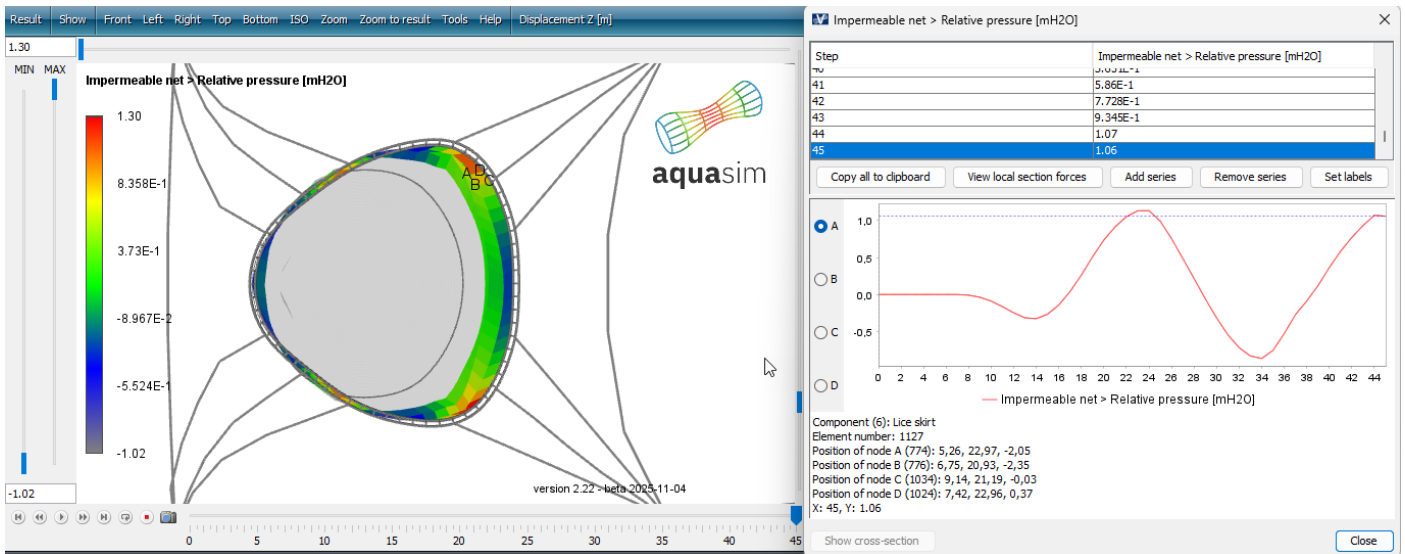 Result Show Front Left Right Top Bottom ISO Zoom Zoom to result Tools Help Displacement Z [m]
1.30
MIN MAX
Impermeable net > Relative pressure [mH2O]
1.30
8.358E-1
3.73E-1
-8.967E-2
-5.524E-1
-1.02
aquasim
A D
B C
-1.02
version 2.22 - beta 2025-11-04
0 5 10 15 20 25 30 35 40 45
Impermeable net > Relative pressure [mH2O]
Step Impermeable net > Relative pressure [mH2O]
41 5.86E-1
42 7.728E-1
43 9.345E-1
44 1.07
45 1.06
Copy all to clipboard View local section forces Add series Remove series Set labels
A
B
C
D
1,0
0,5
0,0
-0,5
0 2 4 6 8 10 12 14 16 18 20 22 24 26 28 30 32 34 36 38 40 42 44
Impermeable net > Relative pressure [mH2O]
Component (6): Lice skirt
Element number: 1127
Position of node A (774): 5,26, 22,97, -2,05
Position of node B (776): 6,75, 20,93, -2,35
Position of node C (1034): 9,14, 21,19, -0,03
Position of node D (1024): 7,42, 22,96, 0,37
X: 45, Y: 1.06
Show cross-section Close